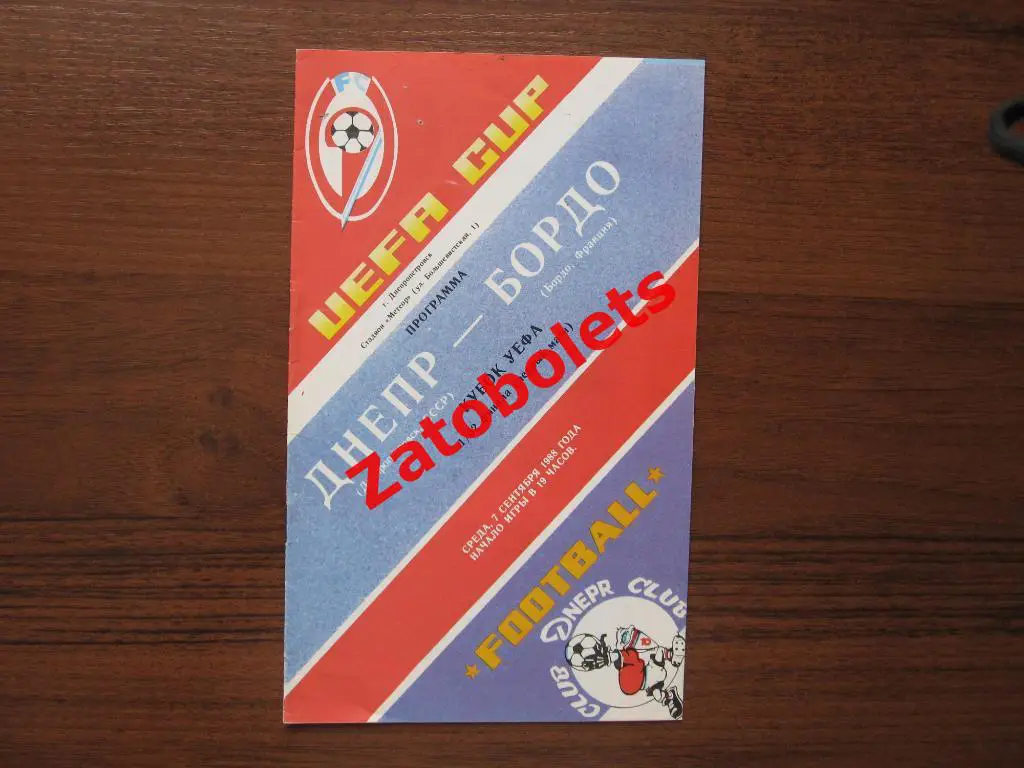 FC
UEFA CUP
г. Днепропетровск
Стадион «Метеор» (ул. Большевистская, 1)
ПРОГРАММА
ДНЕПР — БОРДО
(Бордо, Франция)
КУБОК УЕФА
Zatobolets
СРЕДА, 7 СЕНТЯБРЯ 1988 ГОДА
НАЧАЛО ИГРЫ В 19 ЧАСОВ.
FOOTBALL
DNEPR CLUB
CLUB